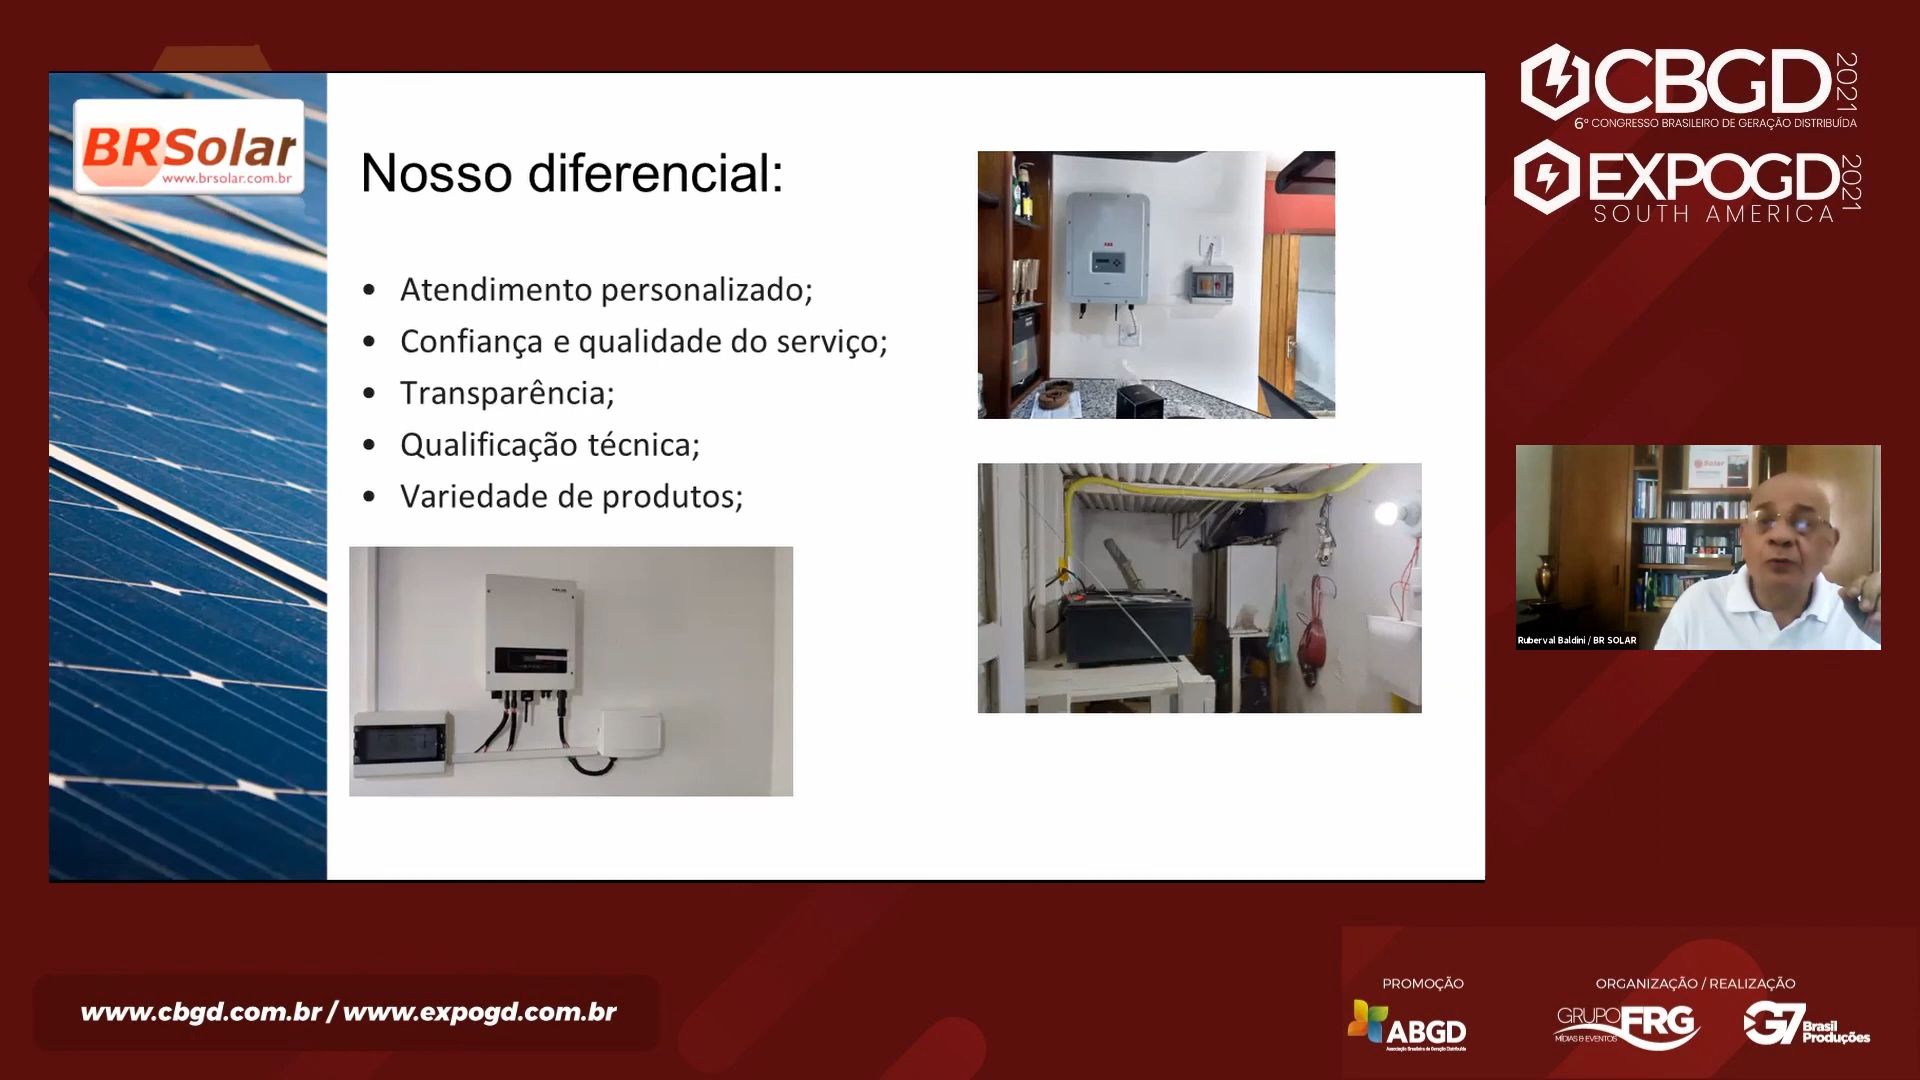 BRSolar
www.brsolar.com.br
Nosso diferencial:
• Atendimento personalizado;
• Confiança e qualidade do serviço;
• Transparência;
• Qualificação técnica;
• Variedade de produtos;
ABB
CBGD 2021
6º CONGRESSO BRASILEIRO DE GERAÇÃO DISTRIBUÍDA
EXPOGD 2021
SOUTH AMERICA
Solar
Ruberval Baldini / BR SOLAR
www.cbgd.com.br / www.expogd.com.br
PROMOÇÃO
ABGD
Associação Brasileira de Geração Distribuída
ORGANIZAÇÃO / REALIZAÇÃO
GRUPO FRG
MÍDIAS & EVENTOS
G7 Brasil Produções